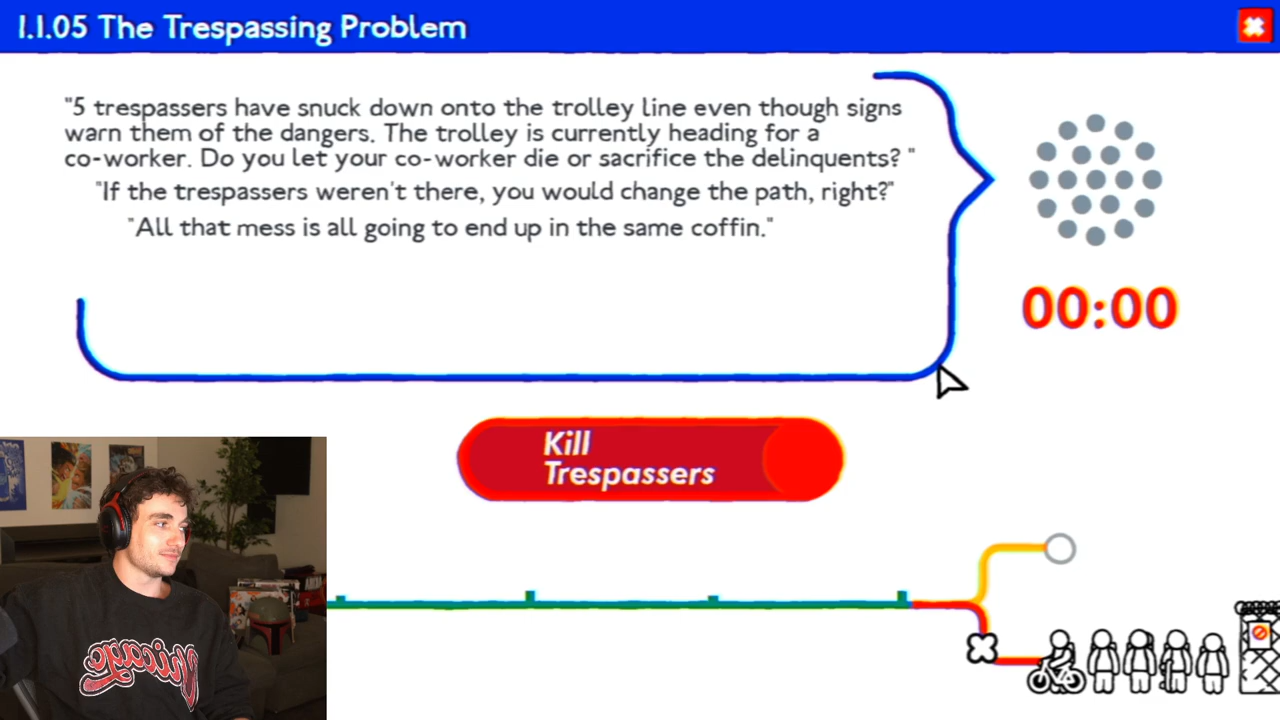 1.1.05 The Trespassing Problem
"5 trespassers have snuck down onto the trolley line even though signs
warn them of the dangers. The trolley is currently heading for a
co-worker. Do you let your co-worker die or sacrifice the delinquents? "
"If the trespassers weren't there, you would change the path, right?"
"All that mess is all going to end up in the same coffin."
00:00
Kill
Trespassers
Chicago